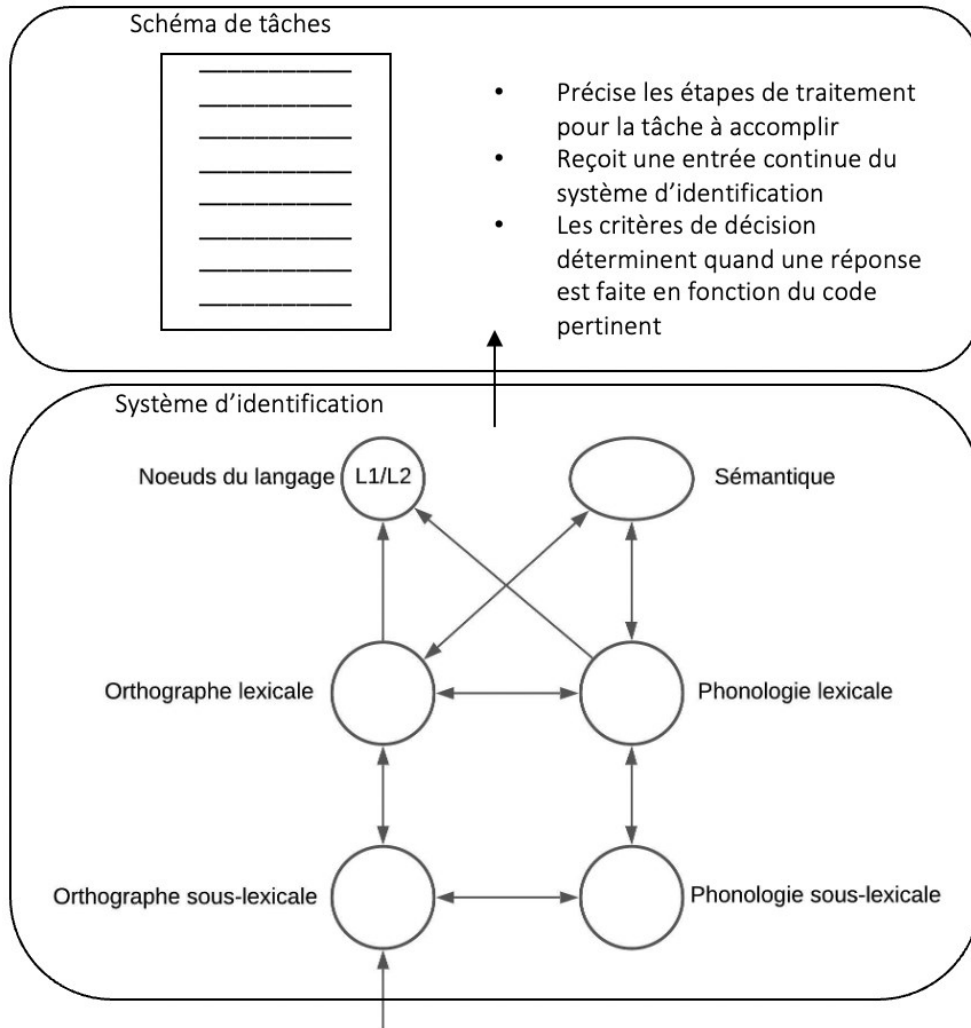 Schéma de tâches
• Précise les étapes de traitement
pour la tâche à accomplir
• Reçoit une entrée continue du
système d’identification
• Les critères de décision
déterminent quand une réponse
est faite en fonction du code
pertinent
Système d’identification
Noeuds du langage
L1/L2
Sémantique
Orthographe lexicale
Phonologie lexicale
Orthographe sous-lexicale
Phonologie sous-lexicale